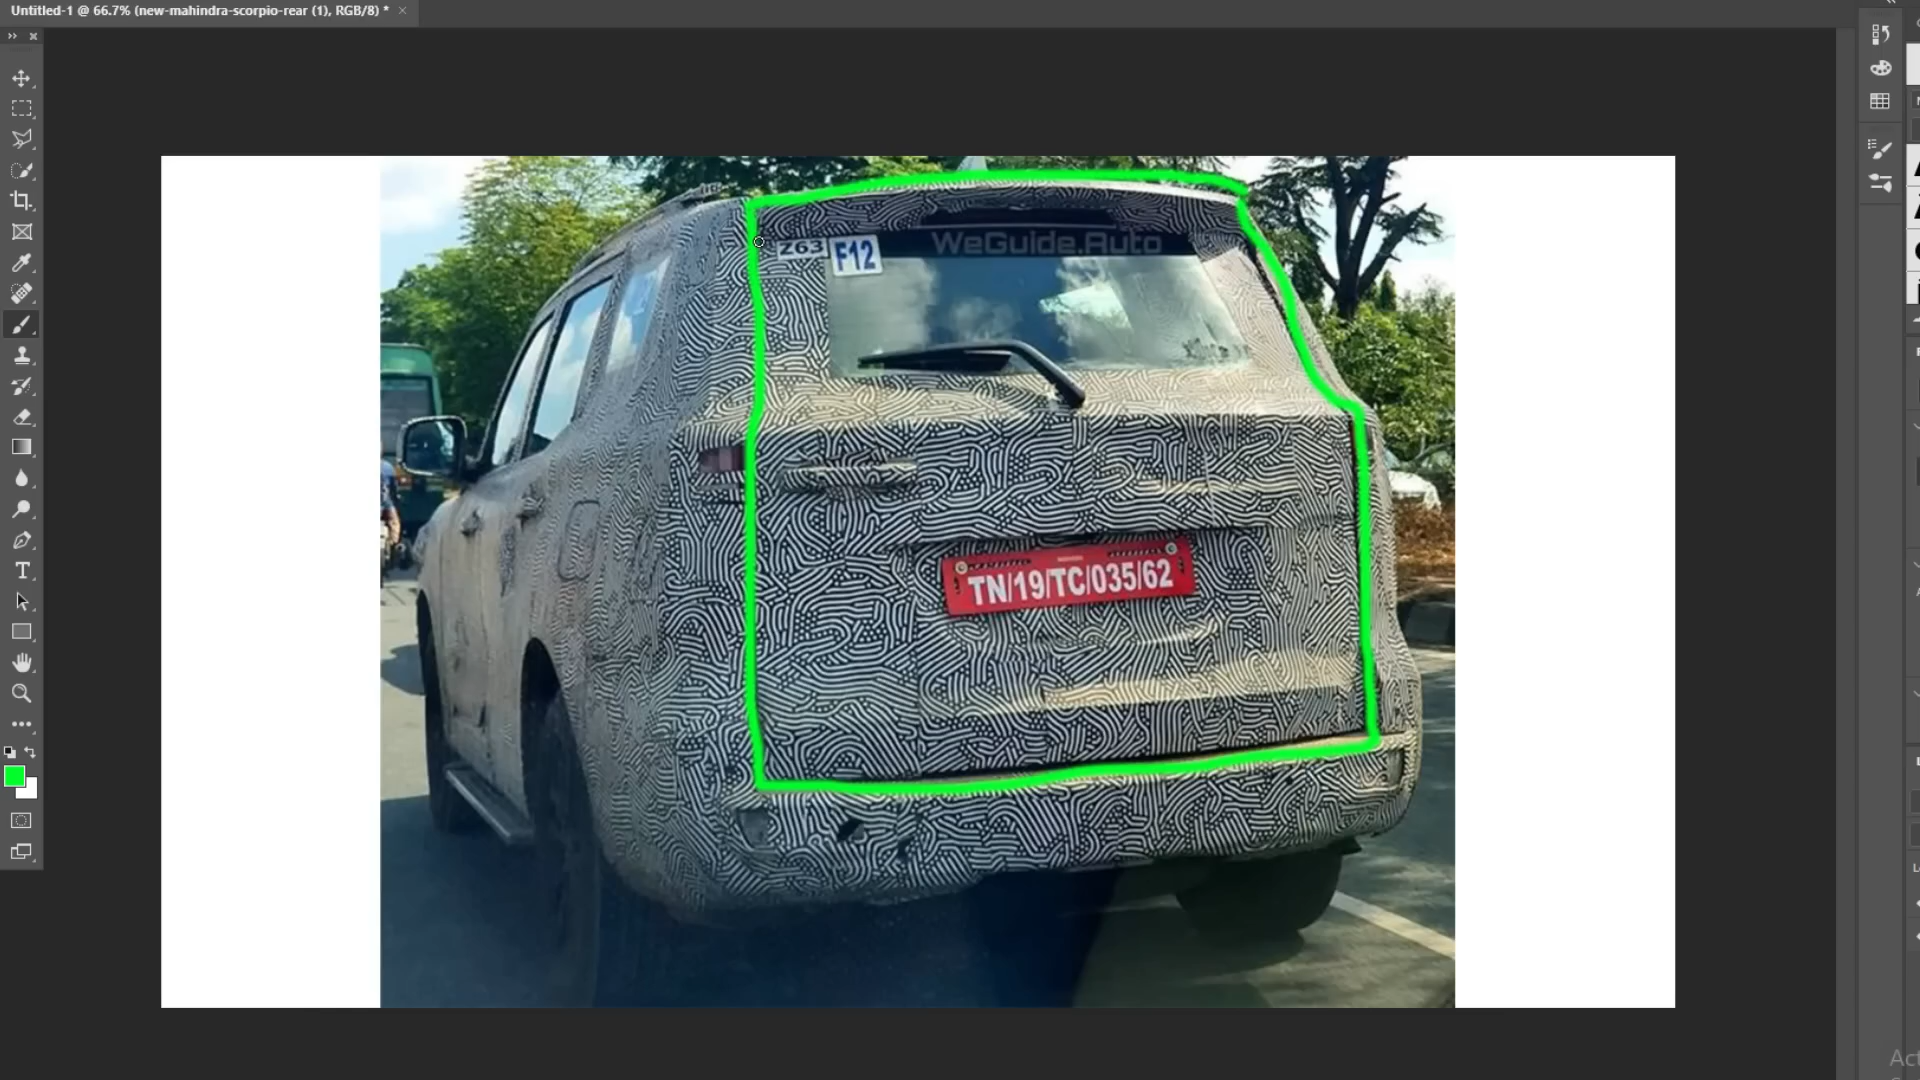 Untitled-1 @ 66.7% (new-mahindra-scorpio-rear (1), RGB/8) *
WeGuide.Auto
Z63
F12
TN/19/TC/035/62